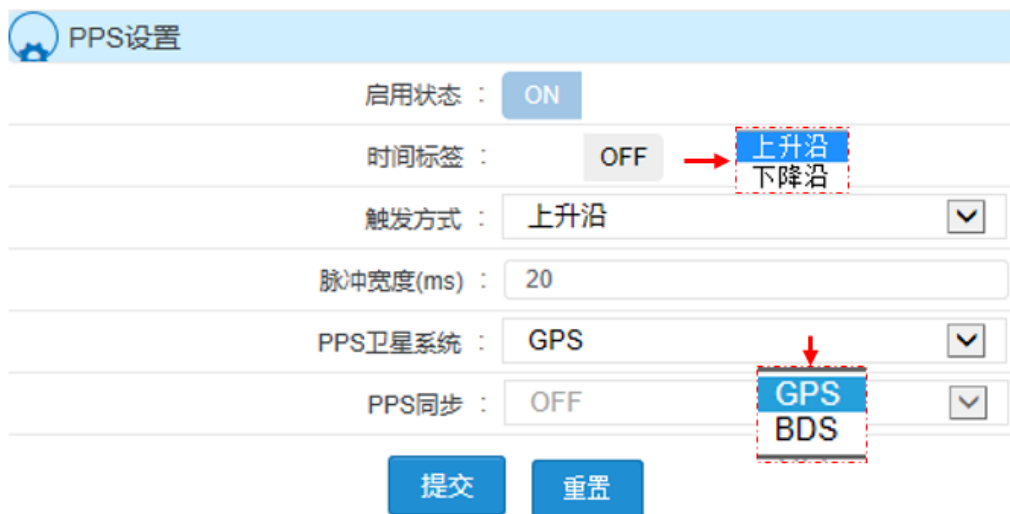 PPS设置
启用状态 : ON
时间标签 : OFF
上升沿
下降沿
触发方式 : 上升沿
脉冲宽度(ms) : 20
PPS卫星系统 : GPS
PPS同步 : OFF
GPS
BDS
提交 重置